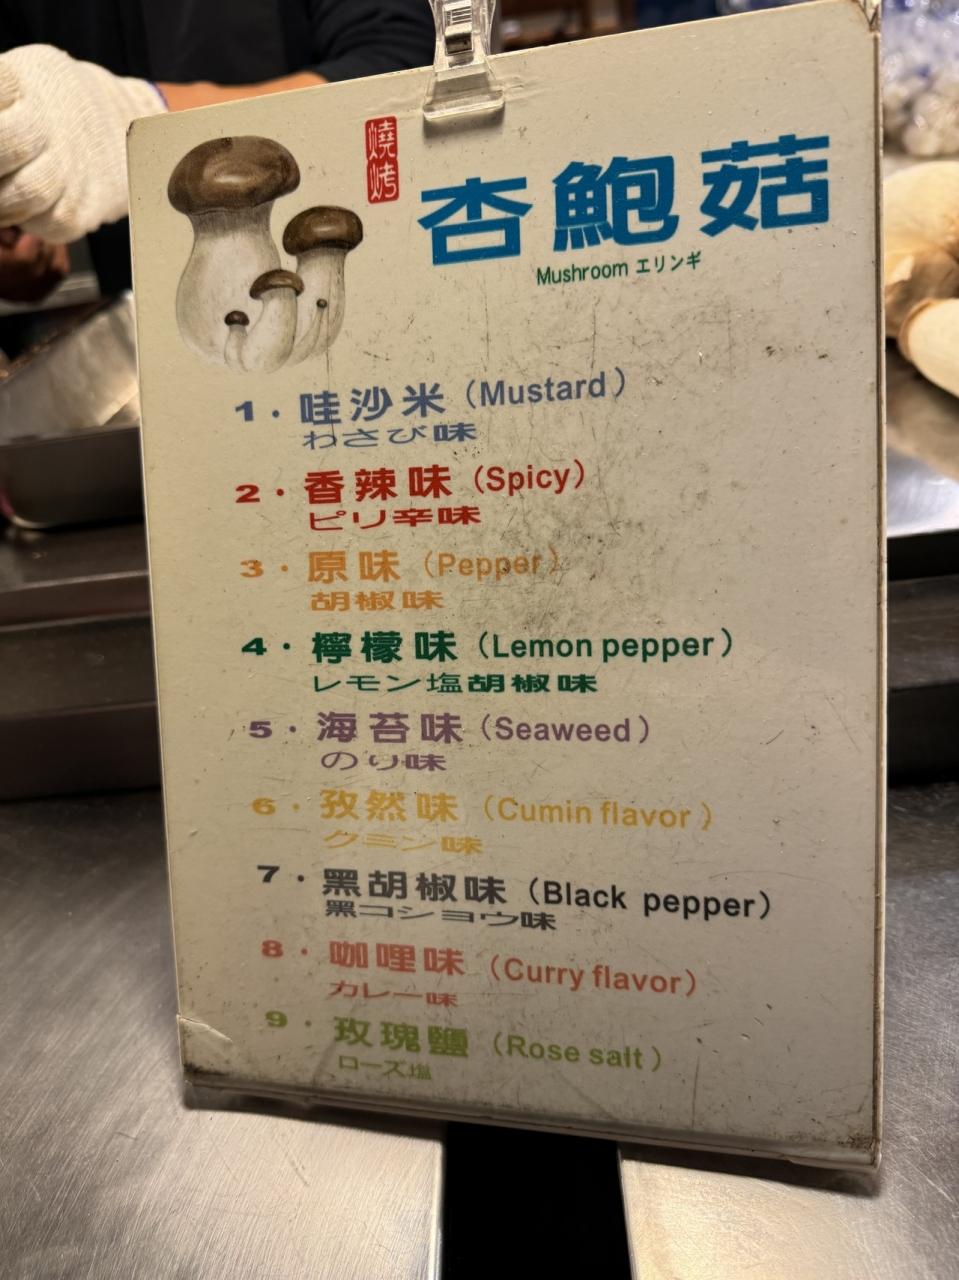 燒烤
杏鮑菇
Mushroom エリンギ
1・哇沙米（Mustard）
わさび味
2・香辣味（Spicy）
ピリ辛味
3・原味（Pepper）
胡椒味
4・檸檬味（Lemon pepper）
レモン塩胡椒味
5・海苔味（Seaweed）
のり味
6・孜然味（Cumin flavor）
クミン味
7・黑胡椒味（Black pepper）
黑コショウ味
8・咖哩味（Curry flavor）
カレー味
9・玫瑰鹽（Rose salt）
ローズ塩